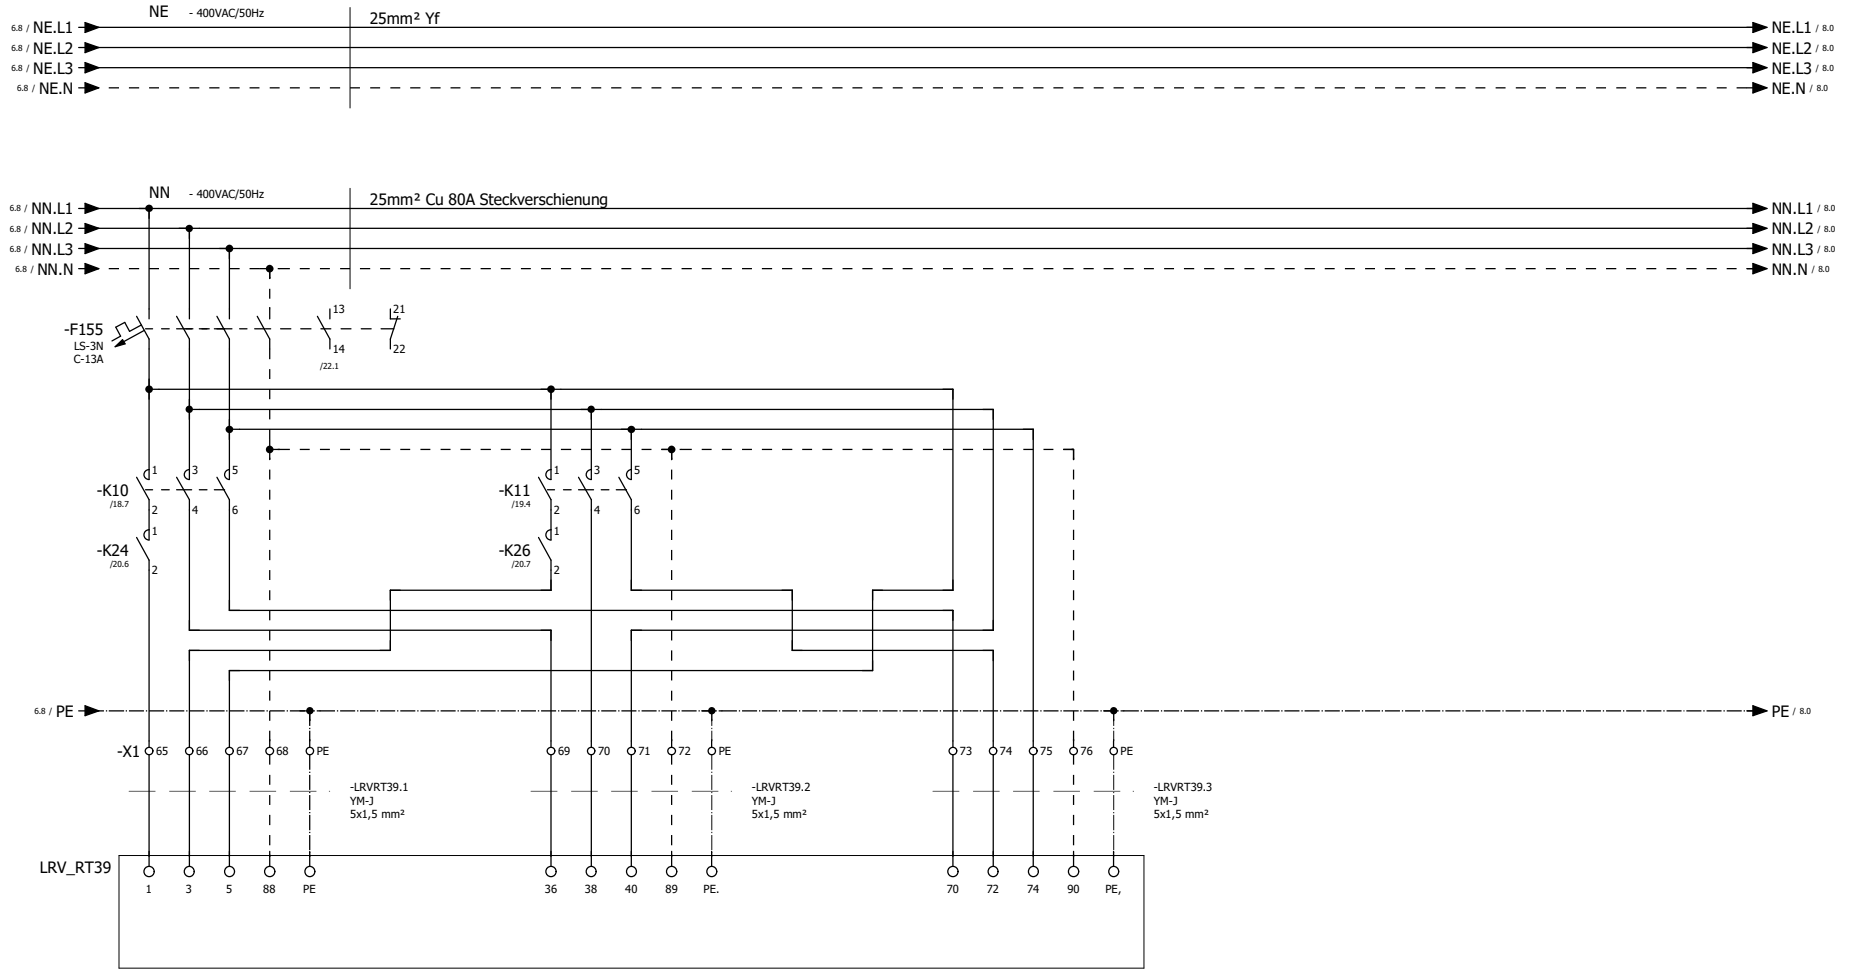 NE - 400VAC/50Hz 25mm² Yf
6.8 / NE.L1 NE.L1 / 8.0
6.8 / NE.L2 NE.L2 / 8.0
6.8 / NE.L3 NE.L3 / 8.0
6.8 / NE.N NE.N / 8.0
NN - 400VAC/50Hz 25mm² Cu 80A Steckverschienung
6.8 / NN.L1 NN.L1 / 8.0
6.8 / NN.L2 NN.L2 / 8.0
6.8 / NN.L3 NN.L3 / 8.0
6.8 / NN.N NN.N / 8.0
13 21
-F155
LS-3N
C-13A
14 22
/22.1
1 3 5 1 3 5
-K10 -K11
/18.7 /19.4
2 4 6 2 4 6
1 1
-K24 -K26
/20.6 /20.7
2 2
6.8 / PE PE / 8.0
-X1 65 66 67 68 PE 69 70 71 72 PE 73 74 75 76 PE
-LRVRT39.1 -LRVRT39.2 -LRVRT39.3
YM-J YM-J YM-J
5x1,5 mm² 5x1,5 mm² 5x1,5 mm²
LRV_RT39
1 3 5 88 PE 36 38 40 89 PE. 70 72 74 90 PE,